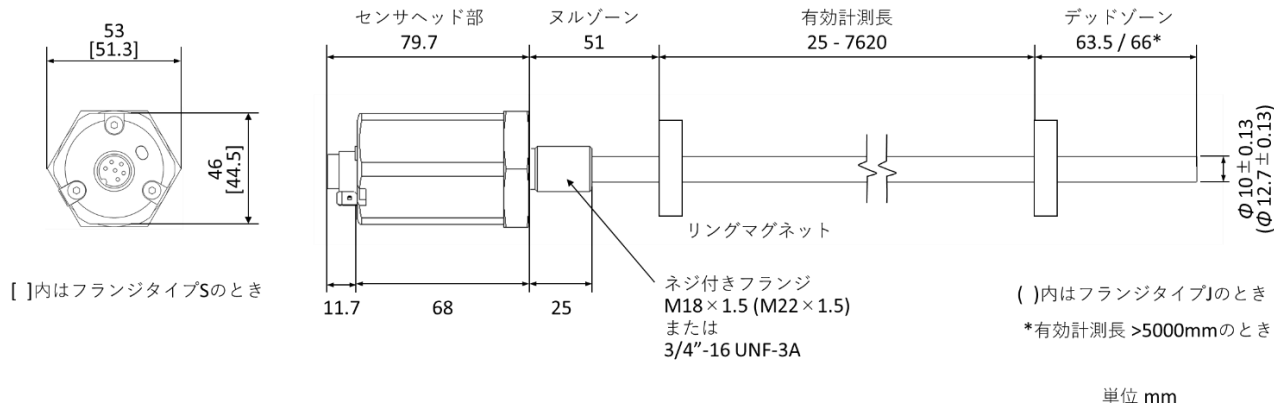 センサヘッド部
ヌルゾーン
有効計測長
デッドゾーン
53
[51.3]
79.7
51
25 - 7620
63.5 / 66*
46
[44.5]
Φ10±0.13
(Φ12.7±0.13)
リングマグネット
[ ]内はフランジタイプSのとき
11.7
68
25
ネジ付きフランジ
M18×1.5 (M22×1.5)
または
3/4”-16 UNF-3A
( )内はフランジタイプJのとき
*有効計測長 >5000mmのとき
単位 mm